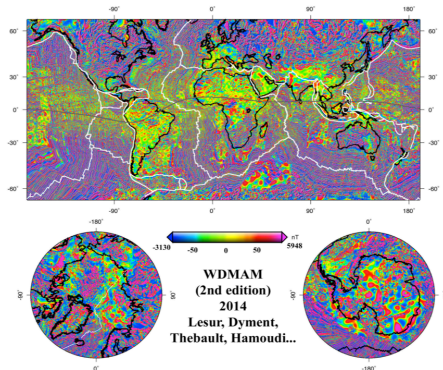 -90° 0° 90° 180°
60° 60°
30° 30°
0° 0°
-30° -30°
-60° -60°
-90° 0° 90° 180°
-180° 0°
nT
-3130 -50 0 50 5948
WDMAM
(2nd edition)
2014
Lesur, Dyment,
Thebault, Hamoudi...
-90° 90° -90° 90°
0° -180°